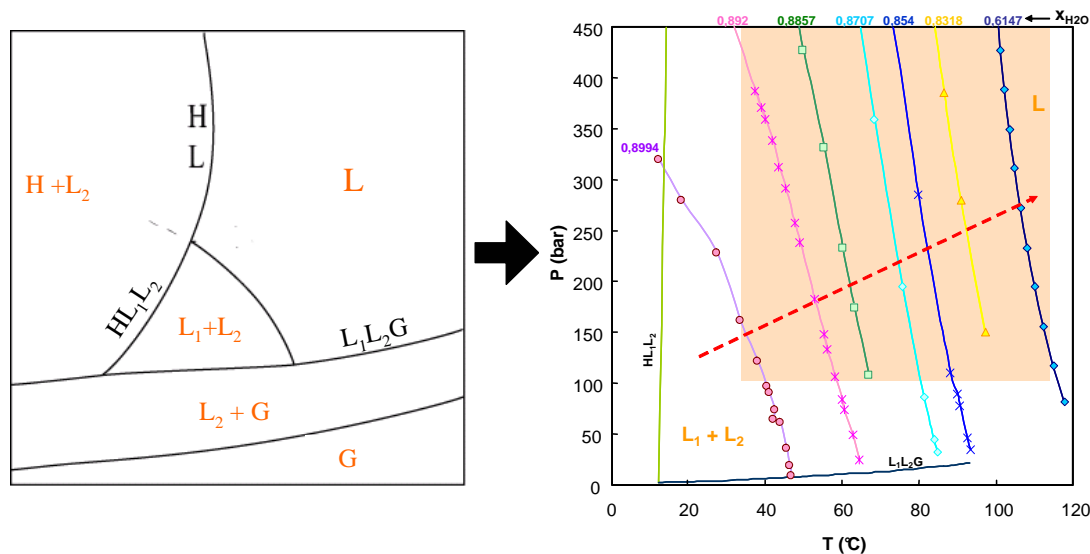 H
L
H +L2
L
HL1L2
L1+L2
L1L2G
L2 + G
G
0,892
0,8857
0,8707
0,854
0,8318
0,6147
xH2O
450
400
350
300
250
200
150
100
50
0
P (bar)
0,8994
HL1L2
L
L1 + L2
L1L2G
0
20
40
60
80
100
120
T (°C)